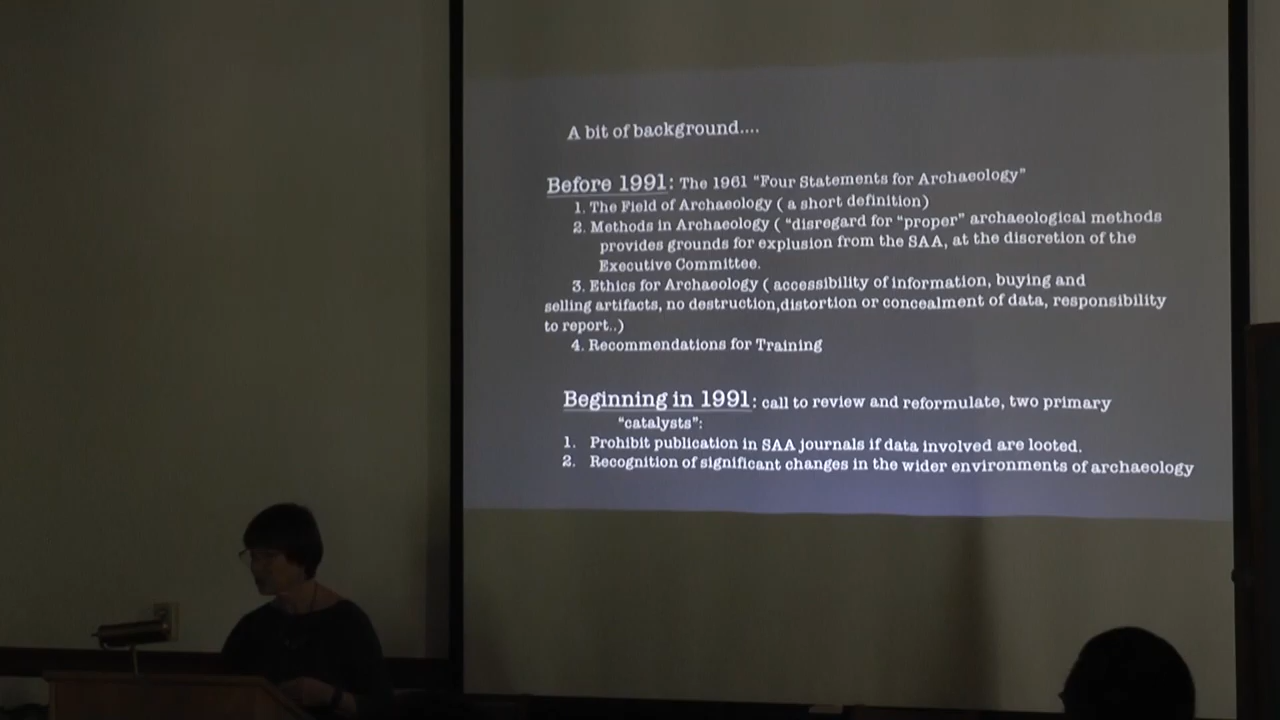 A bit of background....
Before 1991: The 1961 “Four Statements for Archaeology”
1. The Field of Archaeology ( a short definition)
2. Methods in Archaeology ( “disregard for “proper” archaeological methods
provides grounds for explusion from the SAA, at the discretion of the
Executive Committee.
3. Ethics for Archaeology ( accessibility of information, buying and
selling artifacts, no destruction,distortion or concealment of data, responsibility
to report..)
4. Recommendations for Training
Beginning in 1991: call to review and reformulate, two primary
“catalysts”:
1. Prohibit publication in SAA journals if data involved are looted.
2. Recognition of significant changes in the wider environments of archaeology